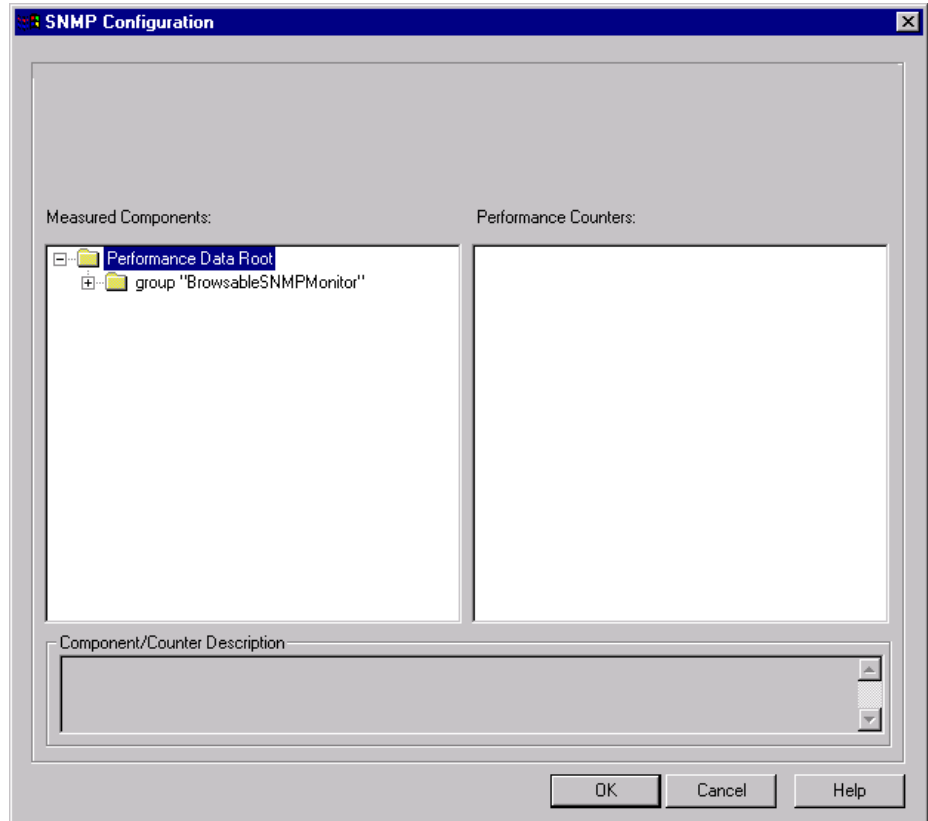 SNMP Configuration
Measured Components:
Performance Counters:
Performance Data Root
group "BrowsableSNMPMonitor"
Component/Counter Description
OK
Cancel
Help